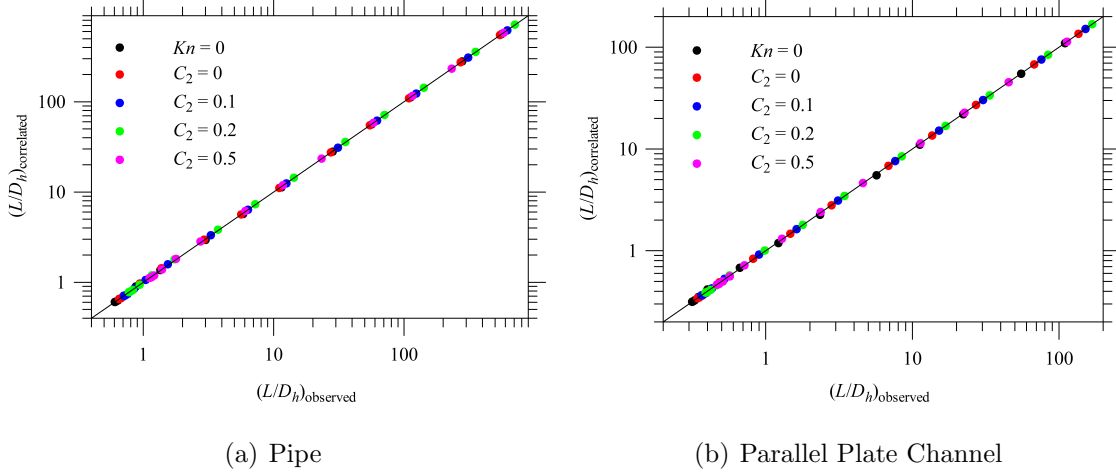 Kn = 0
C₂ = 0
C₂ = 0.1
C₂ = 0.2
C₂ = 0.5
100
10
1
1
10
100
(L/Dₕ)correlated
(L/Dₕ)observed
(a) Pipe
Kn = 0
C₂ = 0
C₂ = 0.1
C₂ = 0.2
C₂ = 0.5
100
10
1
1
10
100
(L/Dₕ)correlated
(L/Dₕ)observed
(b) Parallel Plate Channel